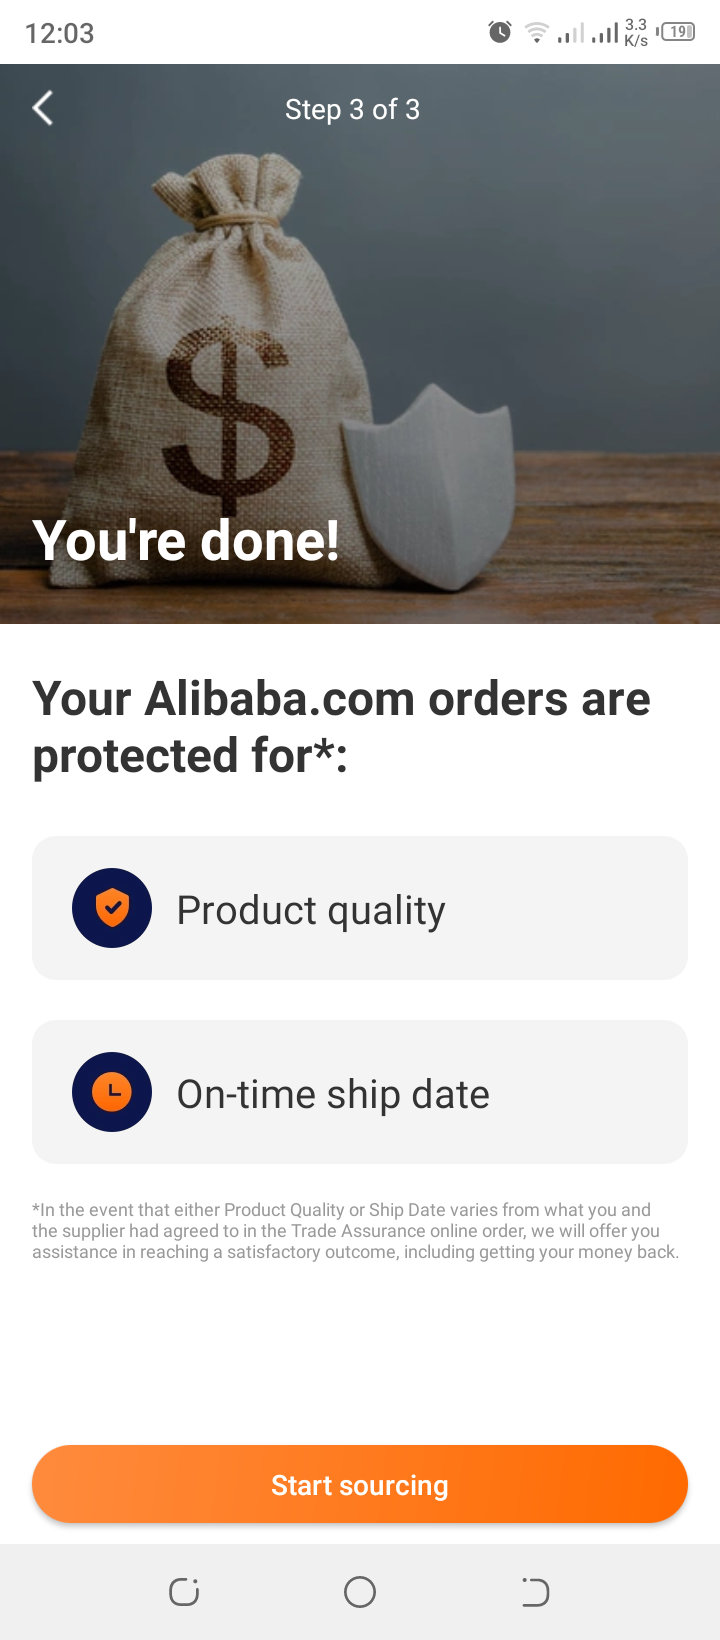 12:03
3.3
K/s
19
Step 3 of 3
$
You're done!
Your Alibaba.com orders are
protected for*:
Product quality
On-time ship date
*In the event that either Product Quality or Ship Date varies from what you and
the supplier had agreed to in the Trade Assurance online order, we will offer you
assistance in reaching a satisfactory outcome, including getting your money back.
Start sourcing